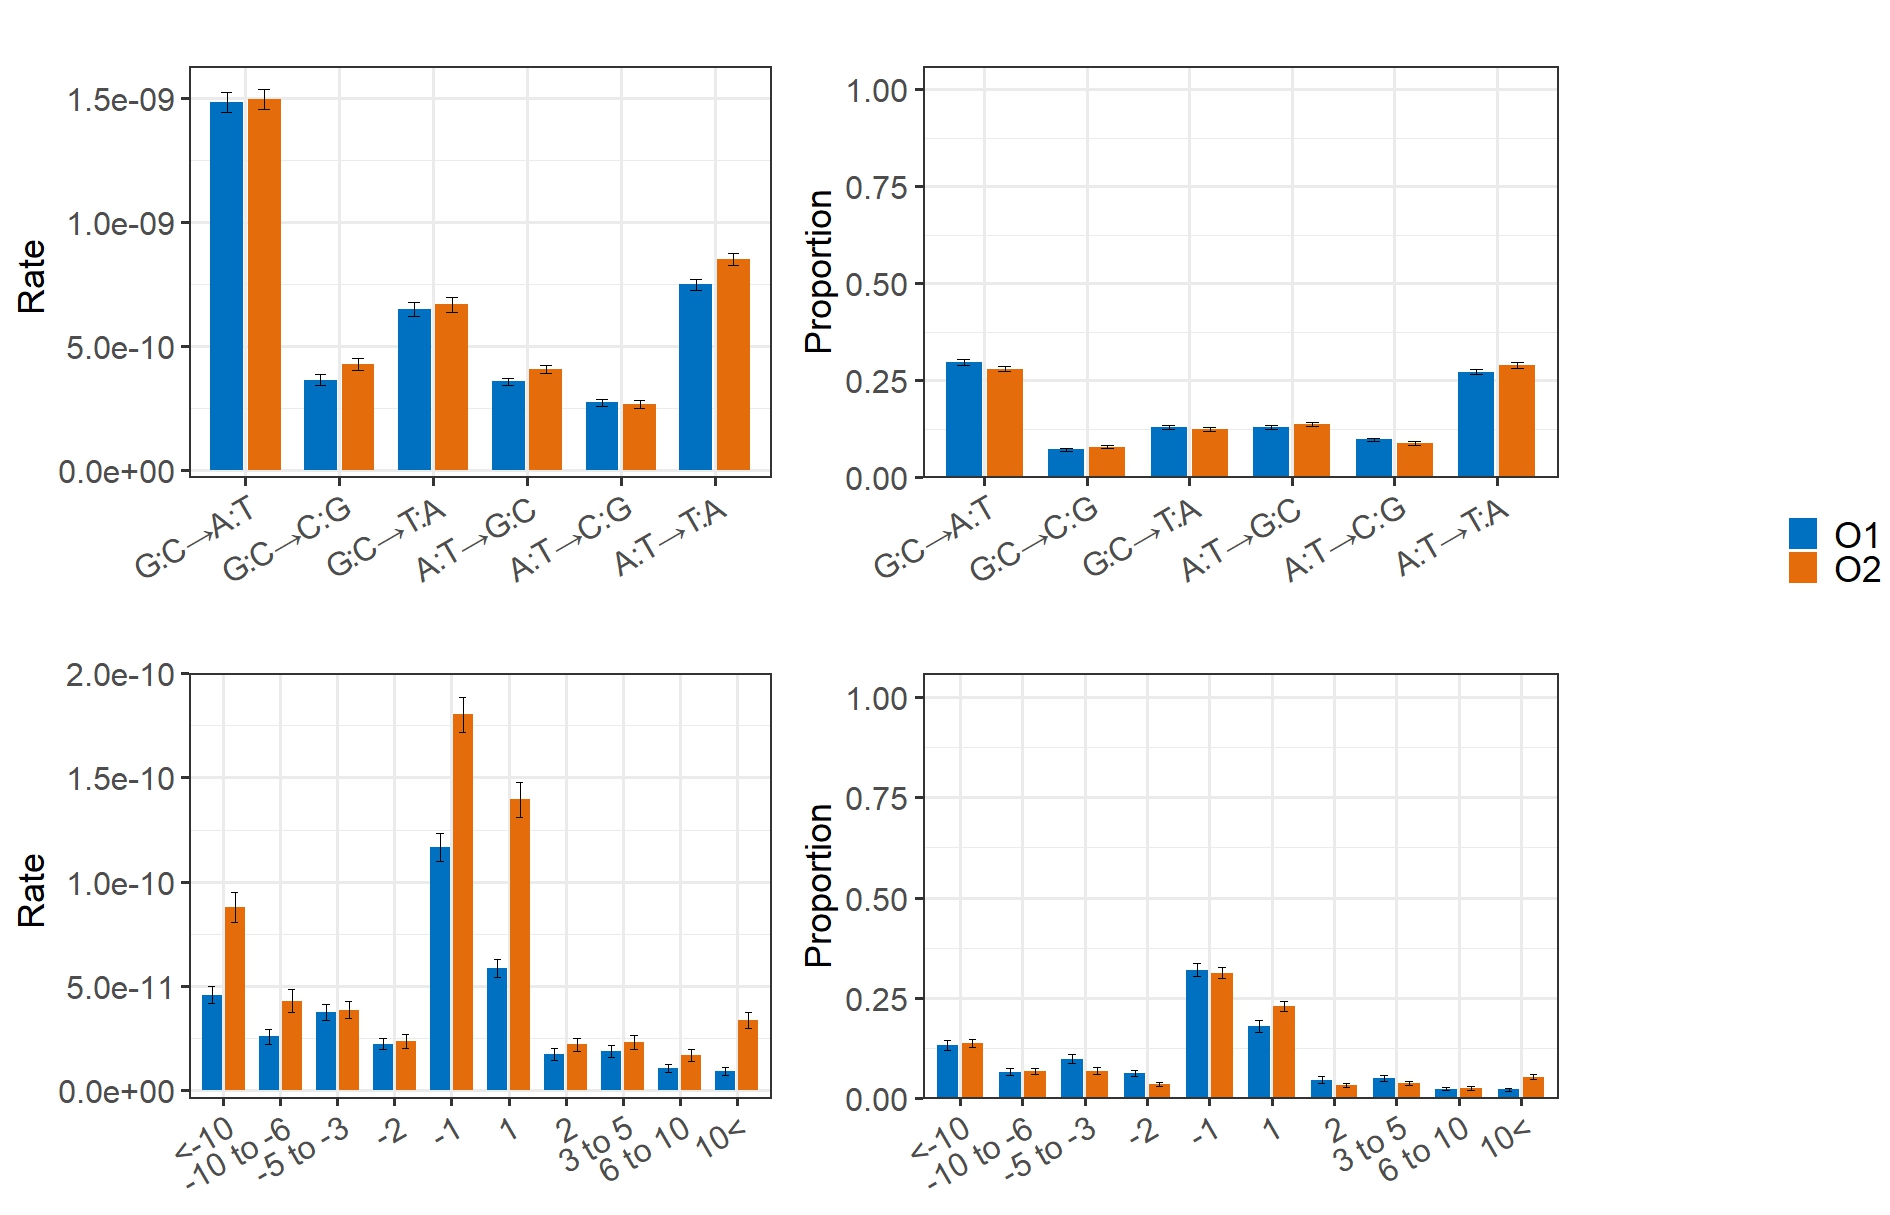 1.5e-09
1.0e-09
5.0e-10
0.0e+00
Rate
G:C→A:T
G:C→C:G
G:C→T:A
A:T→G:C
A:T→C:G
A:T→T:A
1.00
0.75
0.50
0.25
0.00
Proportion
G:C→A:T
G:C→C:G
G:C→T:A
A:T→G:C
A:T→C:G
A:T→T:A
O1
O2
2.0e-10
1.5e-10
1.0e-10
5.0e-11
0.0e+00
Rate
<-10
-10 to -6
-5 to -3
-2
-1
1
2
3 to 5
6 to 10
10<
1.00
0.75
0.50
0.25
0.00
Proportion
<-10
-10 to -6
-5 to -3
-2
-1
1
2
3 to 5
6 to 10
10<